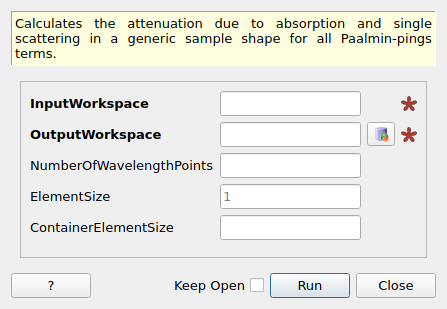 Calculates the attenuation due to absorption and single
scattering in a generic sample shape for all Paalmin-pings
terms.
InputWorkspace
OutputWorkspace
NumberOfWavelengthPoints
ElementSize 1
ContainerElementSize
? Keep Open Run Close